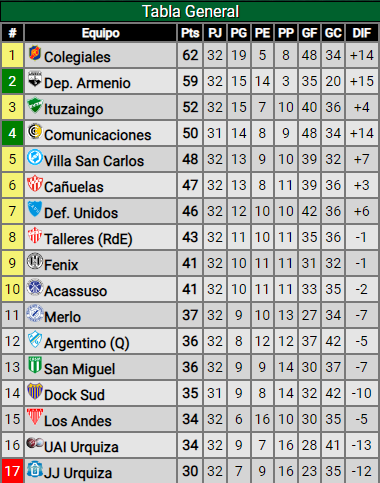 Tabla General
# Equipo Pts PJ PG PE PP GF GC DIF
1 Colegiales 62 32 19 5 8 48 34 +14
2 Dep. Armenio 59 32 15 14 3 35 20 +15
3 Ituzaingo 52 32 15 7 10 40 36 +4
4 Comunicaciones 50 31 14 8 9 48 34 +14
5 Villa San Carlos 48 32 13 9 10 39 32 +7
6 Cañuelas 47 32 13 8 11 39 36 +3
7 Def. Unidos 46 32 12 10 10 42 36 +6
8 Talleres (RdE) 43 32 11 10 11 35 36 -1
9 Fenix 41 32 10 11 11 31 32 -1
10 Acassuso 41 32 10 11 11 33 35 -2
11 Merlo 37 32 9 10 13 27 34 -7
12 Argentino (Q) 36 32 8 12 12 37 42 -5
13 San Miguel 36 32 9 9 14 30 37 -7
14 Dock Sud 35 31 9 8 14 32 42 -10
15 Los Andes 34 32 6 16 10 30 35 -5
16 UAI Urquiza 34 32 9 7 16 28 41 -13
17 JJ Urquiza 30 32 7 9 16 23 35 -12